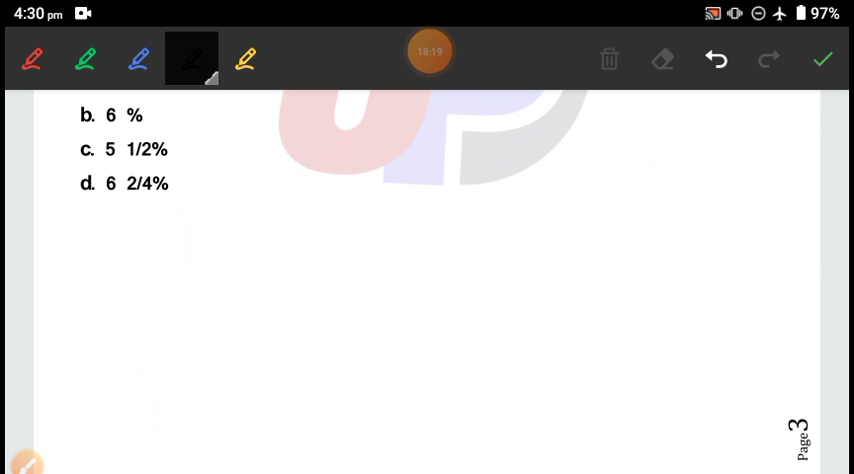 4:30 pm
97%
18:19
b. 6 %
c. 5 1/2%
d. 6 2/4%
Page 3